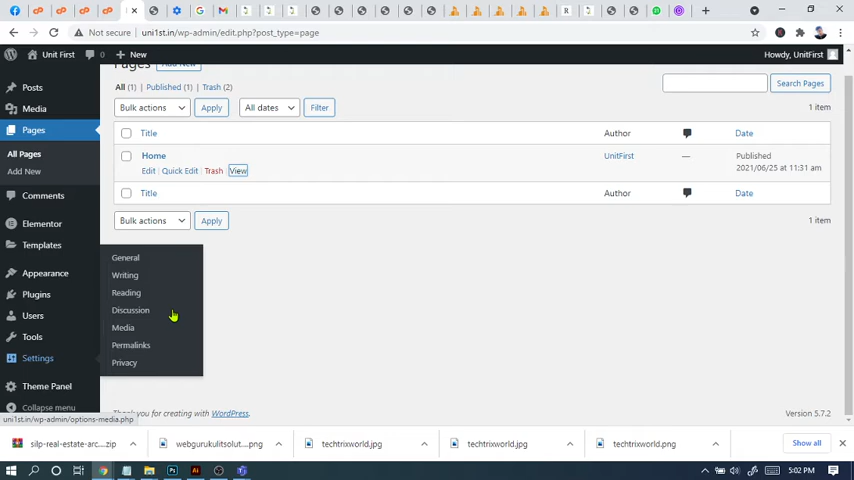 Not secure | uni1st.in/wp-admin/edit.php?post_type=page
Unit First 0 + New Howdy, UnitFirst
Posts
Media
Pages
All Pages
Add New
Comments
Elementor
Templates
Appearance
Plugins
Users
Tools
Settings
Theme Panel
Collapse menu
Pages Add New
All (1) | Published (1) | Trash (2)
Search Pages
Bulk actions Apply All dates Filter 1 item
Title Author Date
Home UnitFirst — Published
2021/06/25 at 11:31 am
Edit | Quick Edit | Trash | View
Title Author Date
Bulk actions Apply 1 item
General
Writing
Reading
Discussion
Media
Permalinks
Privacy
Thank you for creating with WordPress. Version 5.7.2
uni1st.in/wp-admin/options-media.php
silp-real-estate-arc....zip webgurukulitsolut....png techtrixworld.jpg techtrixworld.jpg techtrixworld.png Show all
5:02 PM